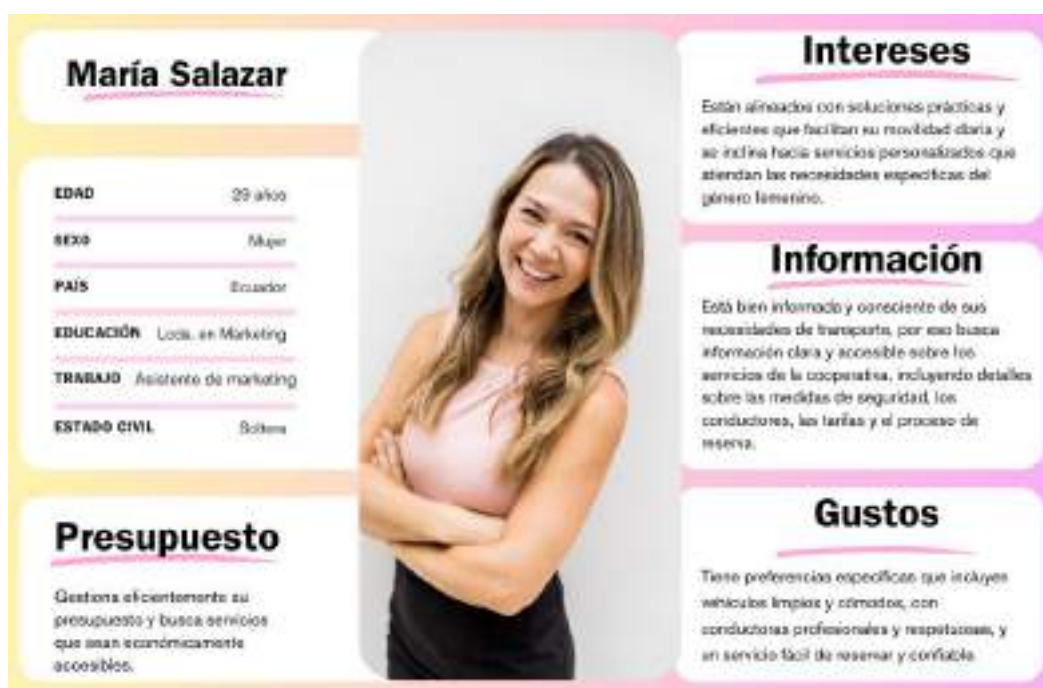 María Salazar
EDAD 29 años
SEXO Mujer
PAÍS Ecuador
EDUCACIÓN Lcda. en Marketing
TRABAJO Asistente de marketing
ESTADO CIVIL Soltera
Presupuesto
Gestiona eficientemente su
presupuesto y busca servicios
que sean económicamente
accesibles.
Intereses
Están alineados con soluciones prácticas y
eficientes que facilitan su movilidad diaria y
se inclina hacia servicios personalizados que
atiendan las necesidades específicas del
género femenino.
Información
Está bien informada y consciente de sus
necesidades de transporte, por eso busca
información clara y accesible sobre los
servicios de la cooperativa, incluyendo detalles
sobre las medidas de seguridad, los
conductores, las tarifas y el proceso de
reserva.
Gustos
Tiene preferencias específicas que incluyen
vehículos limpios y cómodos, con
conductoras profesionales y respetuosas, y
un servicio fácil de reservar y confiable.